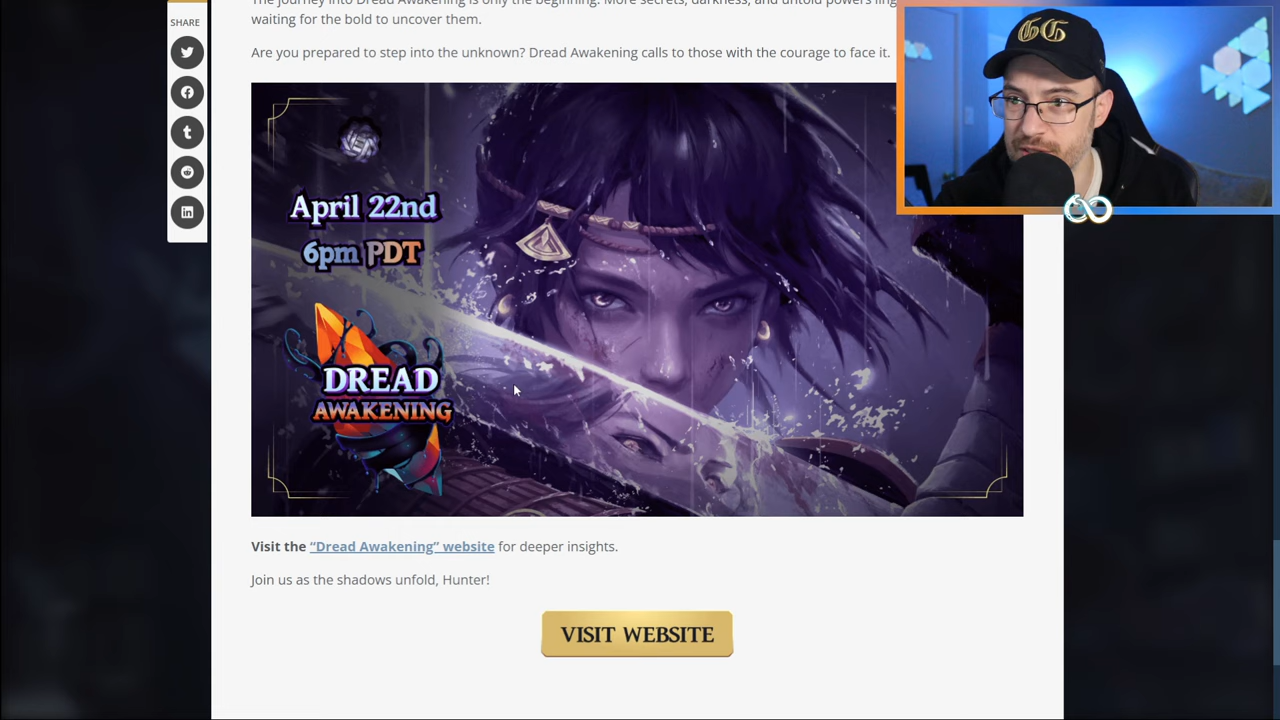 SHARE
waiting for the bold to uncover them.
Are you prepared to step into the unknown? Dread Awakening calls to those with the courage to face it.
GG
April 22nd
6pm PDT
DREAD
AWAKENING
Visit the “Dread Awakening” website for deeper insights.
Join us as the shadows unfold, Hunter!
VISIT WEBSITE